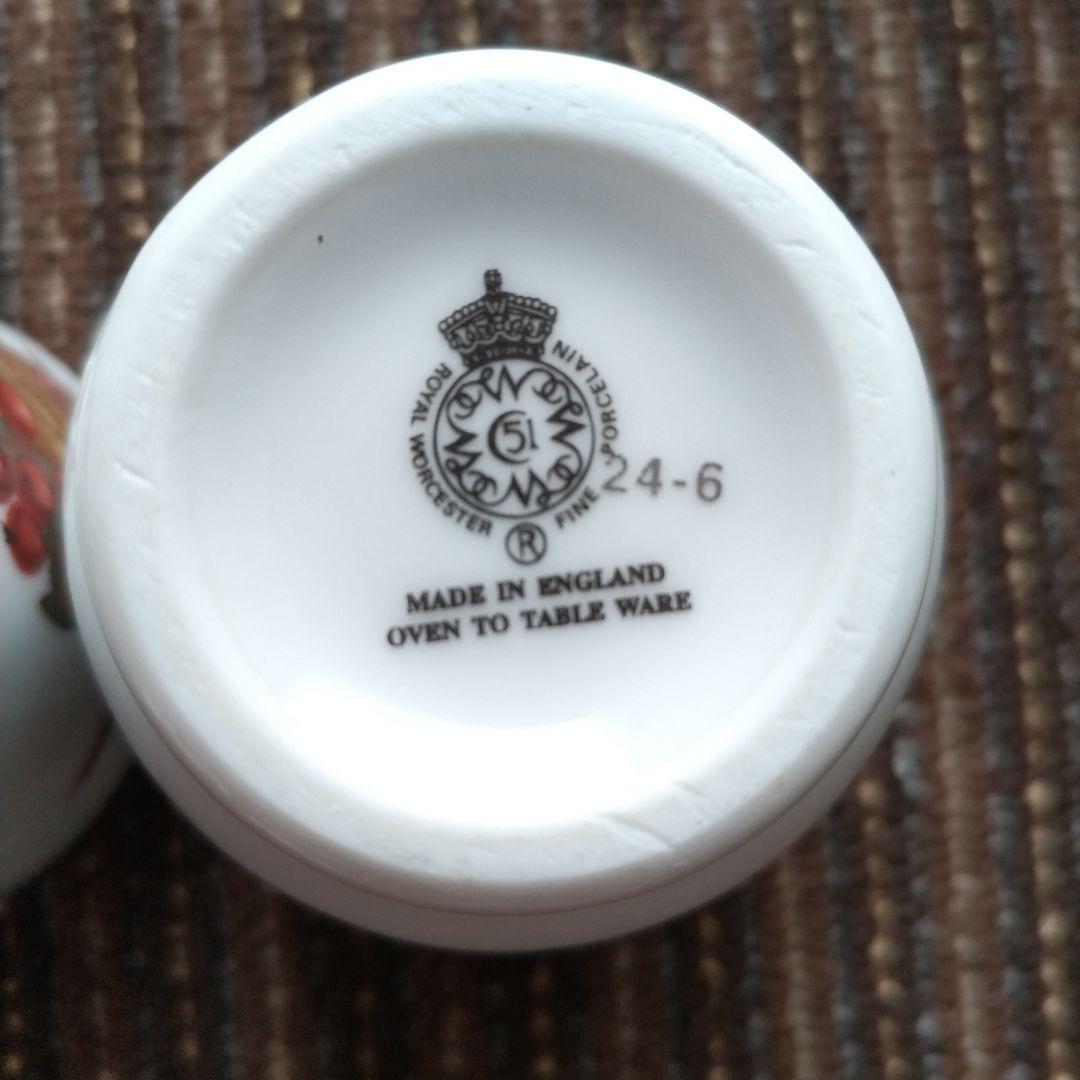 ROYAL WORCESTER FINE PORCELAIN
51
24-6
R
MADE IN ENGLAND
OVEN TO TABLE WARE